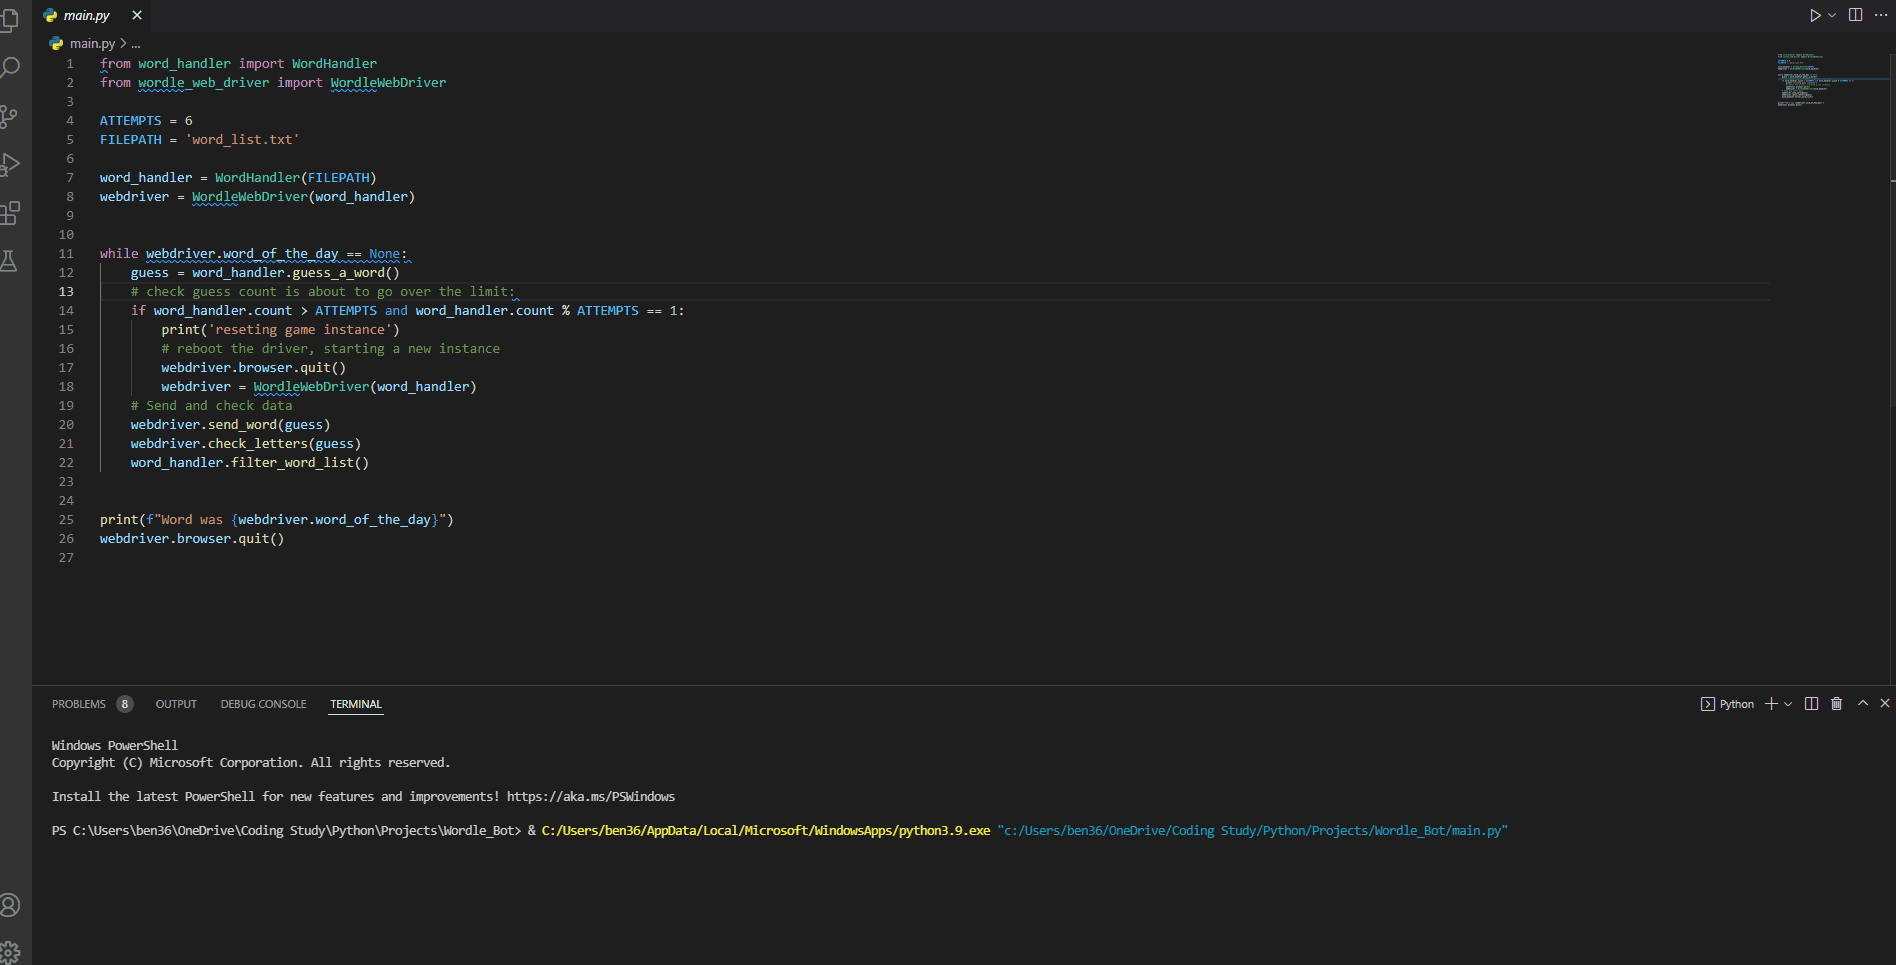 main.py
main.py > ...
1 from word_handler import WordHandler
2 from wordle_web_driver import WordleWebDriver
3
4 ATTEMPTS = 6
5 FILEPATH = 'word_list.txt'
6
7 word_handler = WordHandler(FILEPATH)
8 webdriver = WordleWebDriver(word_handler)
9
10
11 while webdriver.word_of_the_day == None:
12     guess = word_handler.guess_a_word()
13     # check guess count is about to go over the limit:
14     if word_handler.count > ATTEMPTS and word_handler.count % ATTEMPTS == 1:
15         print('reseting game instance')
16         # reboot the driver, starting a new instance
17         webdriver.browser.quit()
18         webdriver = WordleWebDriver(word_handler)
19     # Send and check data
20     webdriver.send_word(guess)
21     webdriver.check_letters(guess)
22     word_handler.filter_word_list()
23
24
25 print(f"Word was {webdriver.word_of_the_day}")
26 webdriver.browser.quit()
27
PROBLEMS 8 OUTPUT DEBUG CONSOLE TERMINAL Python
Windows PowerShell
Copyright (C) Microsoft Corporation. All rights reserved.
Install the latest PowerShell for new features and improvements! https://aka.ms/PSWindows
PS C:\Users\ben36\OneDrive\Coding Study\Python\Projects\Wordle_Bot> & C:/Users/ben36/AppData/Local/Microsoft/WindowsApps/python3.9.exe "c:/Users/ben36/OneDrive/Coding Study/Python/Projects/Wordle_Bot/main.py"